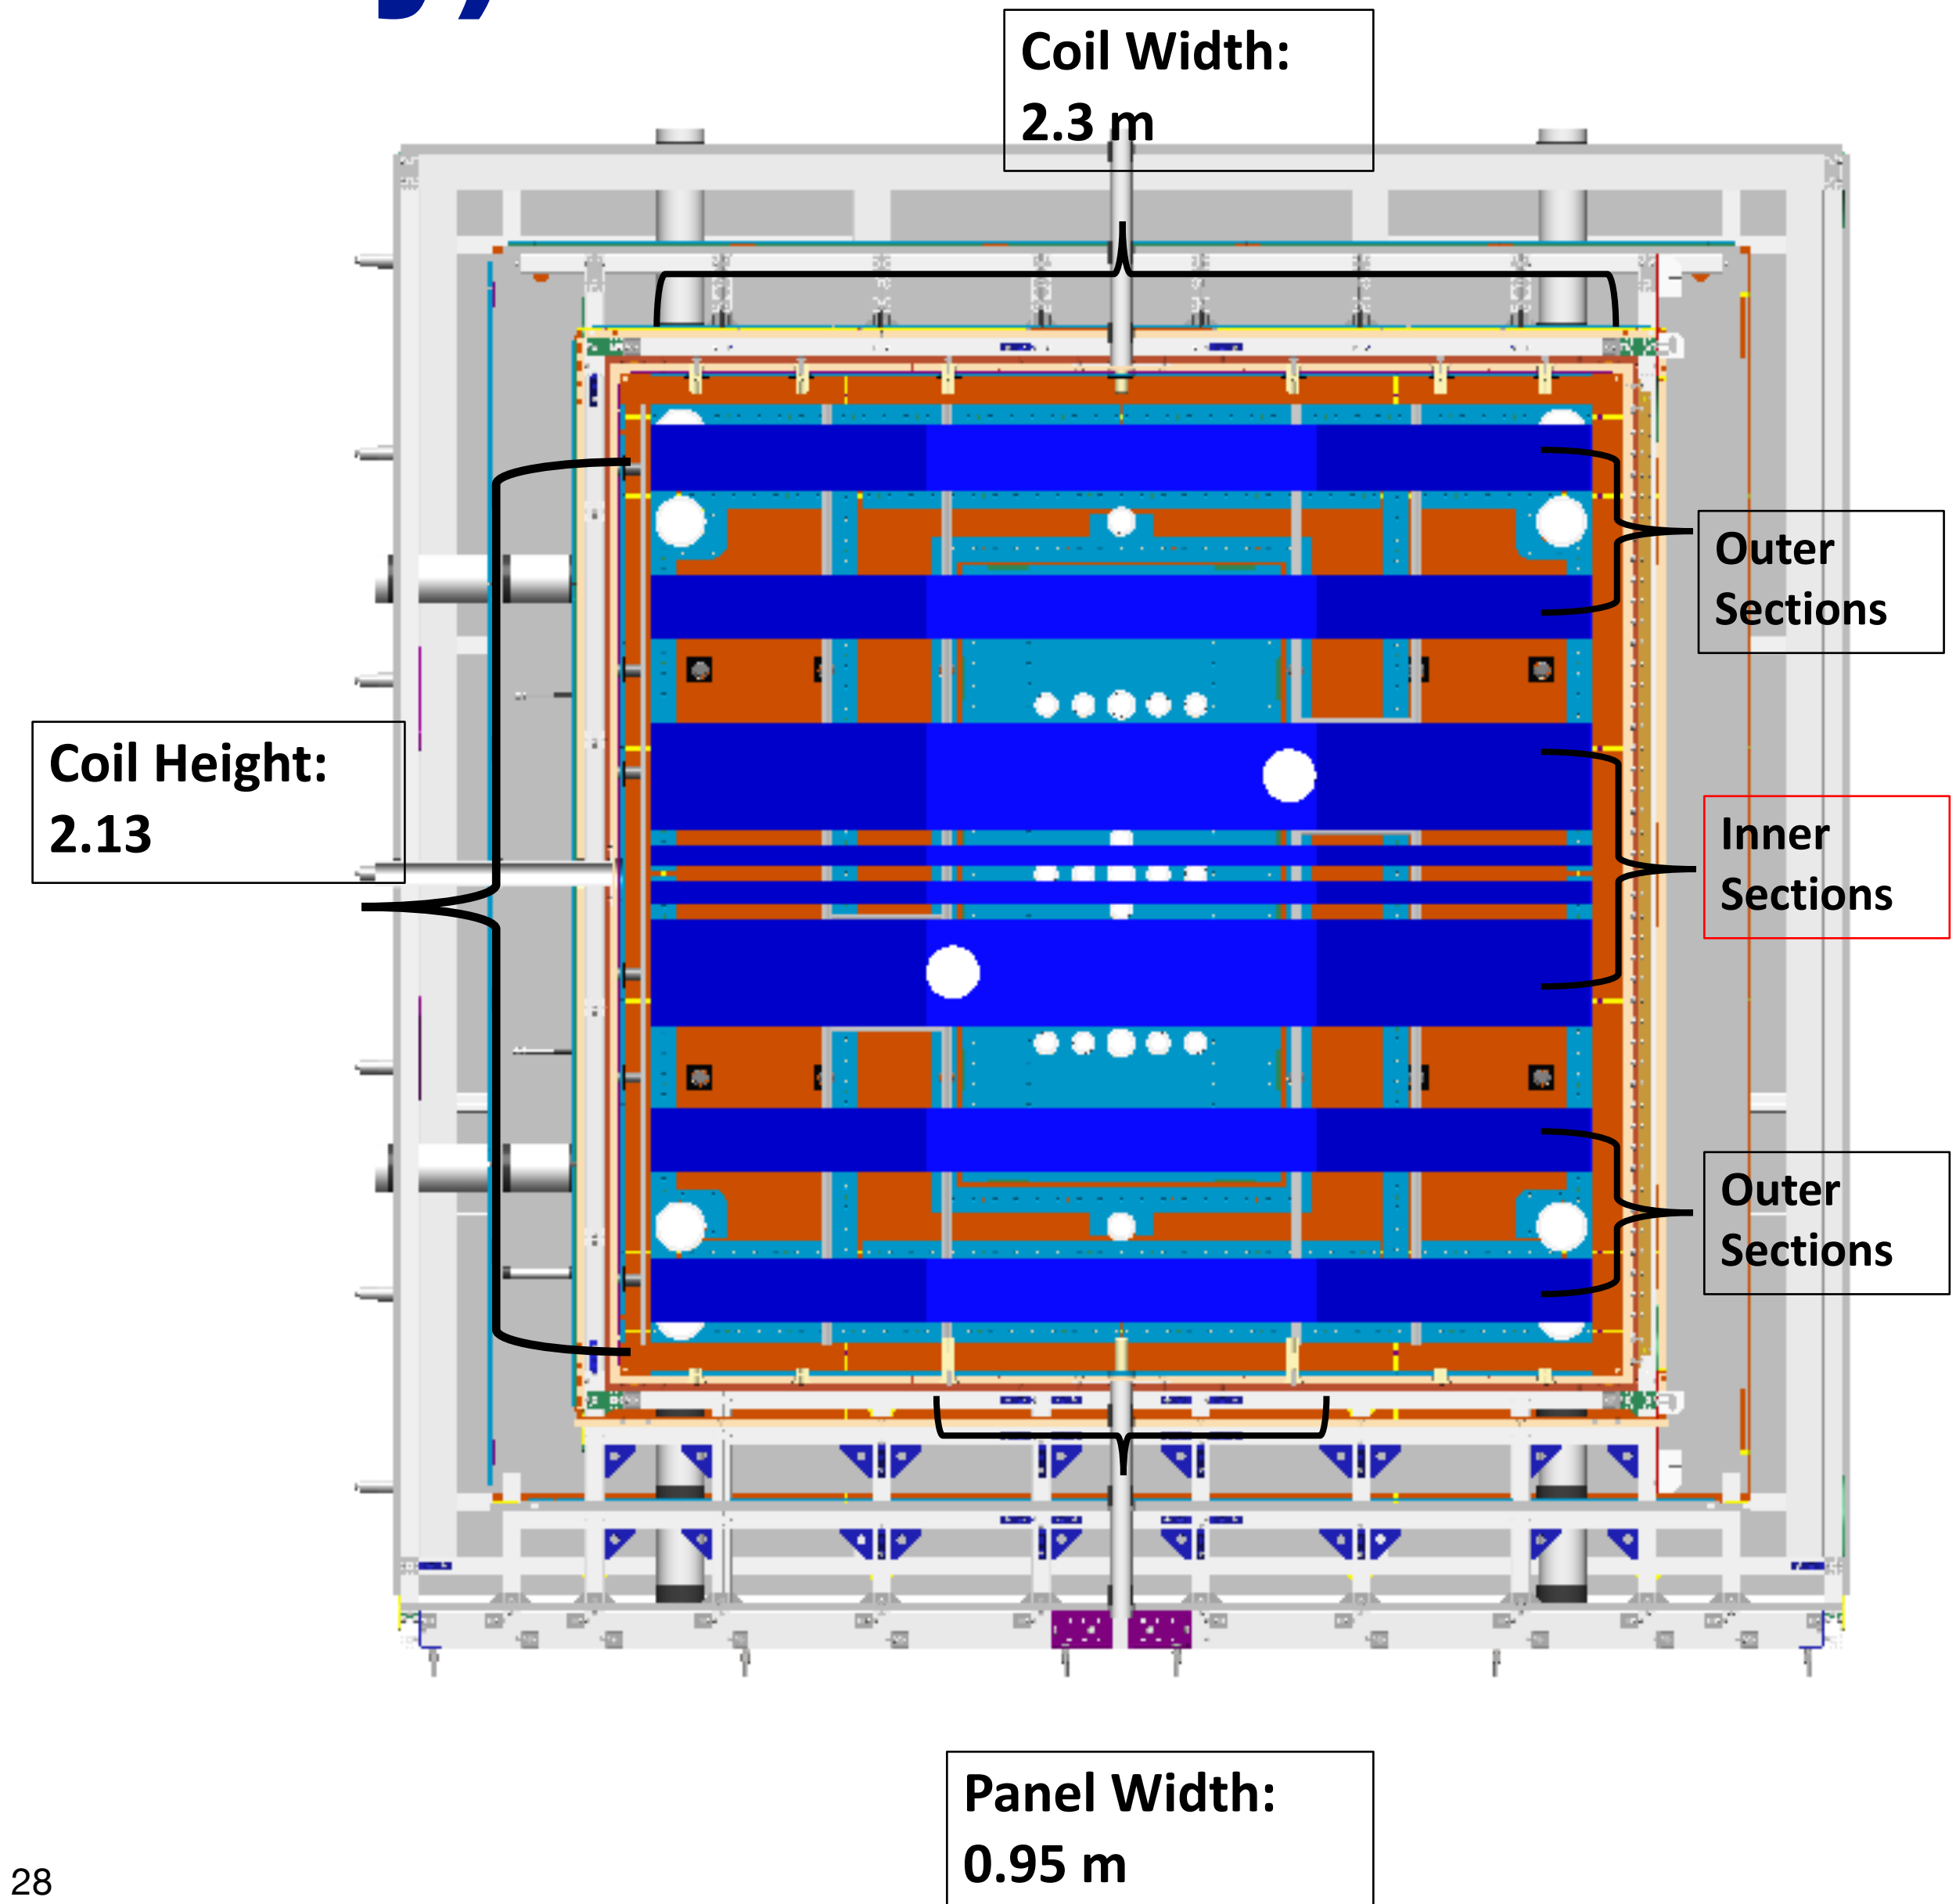 Coil Width:
2.3 m
Outer
Sections
Coil Height:
2.13
Inner
Sections
Outer
Sections
Panel Width:
0.95 m
28